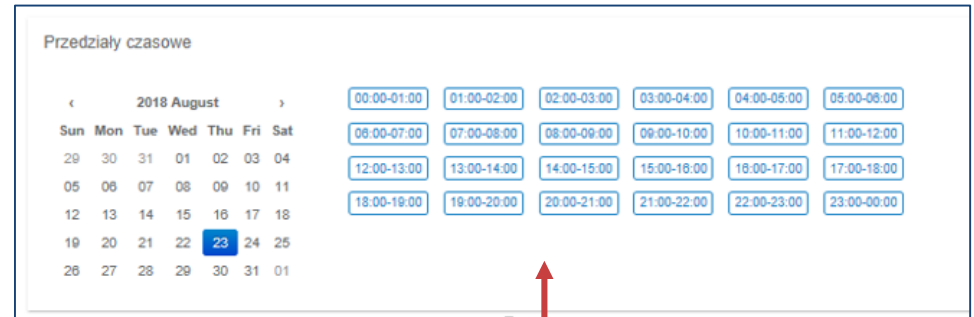 Przedziały czasowe
‹ 2018 August ›
Sun Mon Tue Wed Thu Fri Sat
29 30 31 01 02 03 04
05 06 07 08 09 10 11
12 13 14 15 16 17 18
19 20 21 22 23 24 25
26 27 28 29 30 31 01
00:00-01:00 01:00-02:00 02:00-03:00 03:00-04:00 04:00-05:00 05:00-06:00
06:00-07:00 07:00-08:00 08:00-09:00 09:00-10:00 10:00-11:00 11:00-12:00
12:00-13:00 13:00-14:00 14:00-15:00 15:00-16:00 16:00-17:00 17:00-18:00
18:00-19:00 19:00-20:00 20:00-21:00 21:00-22:00 22:00-23:00 23:00-00:00